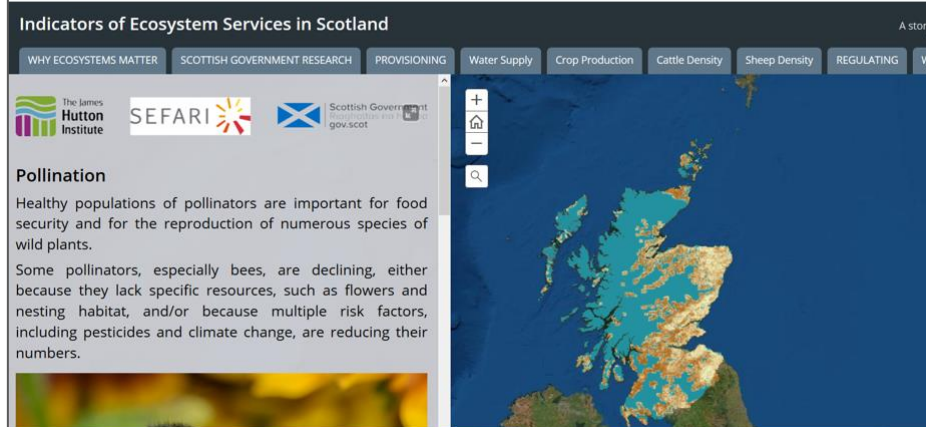 Indicators of Ecosystem Services in Scotland
A stor
WHY ECOSYSTEMS MATTER
SCOTTISH GOVERNMENT RESEARCH
PROVISIONING
Water Supply
Crop Production
Cattle Density
Sheep Density
REGULATING
The James
Hutton
Institute
SEFARI
Scottish Government
gov.scot
Pollination
Healthy populations of pollinators are important for food
security and for the reproduction of numerous species of
wild plants.
Some pollinators, especially bees, are declining, either
because they lack specific resources, such as flowers and
nesting habitat, and/or because multiple risk factors,
including pesticides and climate change, are reducing their
numbers.